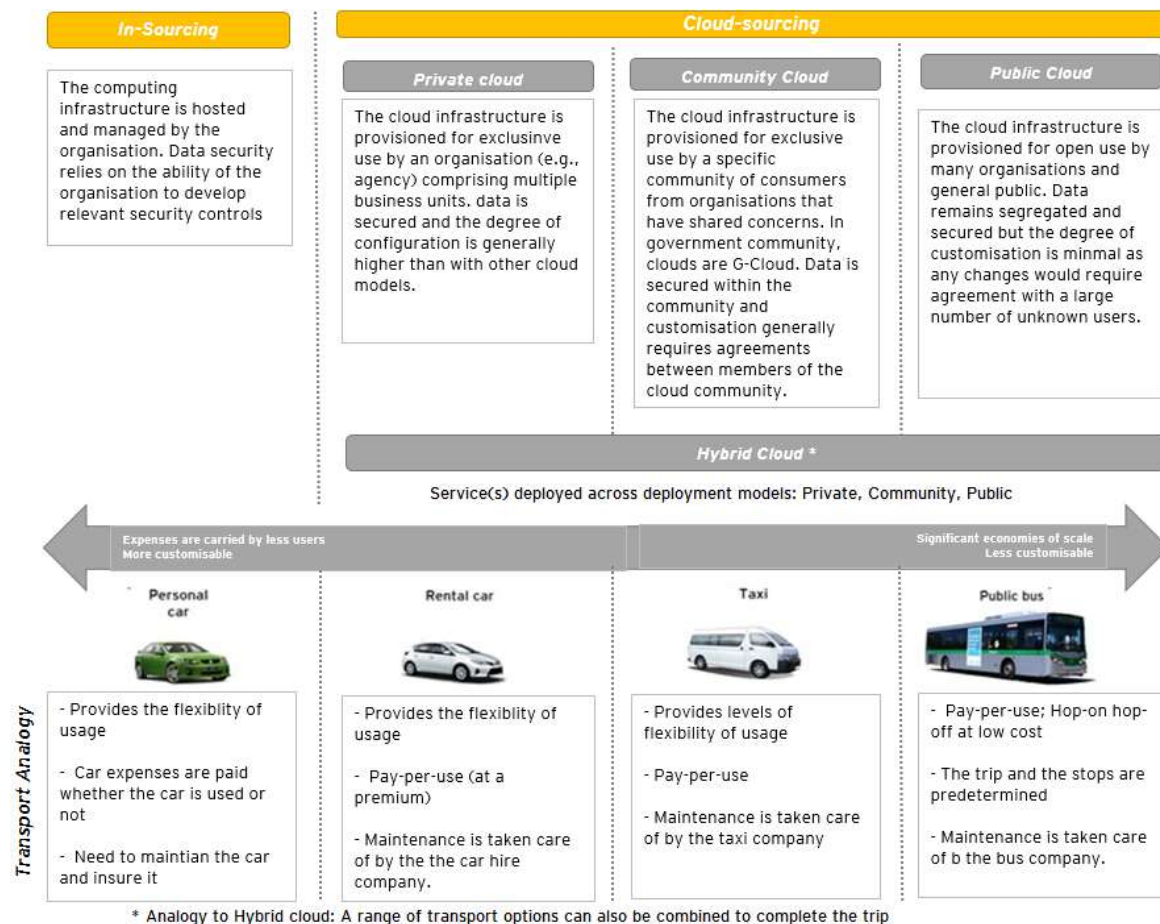 In-Sourcing
Cloud-sourcing
The computing
infrastructure is hosted
and managed by the
organisation. Data security
relies on the ability of the
organisation to develop
relevant security controls
Private cloud
The cloud infrastructure is
provisioned for exclusinve
use by an organisation (e.g.,
agency) comprising multiple
business units. data is
secured and the degree of
configuration is generally
higher than with other cloud
models.
Community Cloud
The cloud infrastructure is
provisioned for exclusive
use by a specific
community of consumers
from organisations that
have shared concerns. In
government community,
clouds are G-Cloud. Data is
secured within the
community and
customisation generally
requires agreements
between members of the
cloud community.
Public Cloud
The cloud infrastructure is
provisioned for open use by
many organisations and
general public. Data
remains segregated and
secured but the degree of
customisation is minmal as
any changes would require
agreement with a large
number of unknown users.
Hybrid Cloud *
Service(s) deployed across deployment models: Private, Community, Public
Expenses are carried by less users
More customisable
Significant economies of scale
Less customisable
Transport Analogy
Personal
car
- Provides the flexiblity of
usage
- Car expenses are paid
whether the car is used or
not
- Need to maintian the car
and insure it
Rental car
- Provides the flexiblity of
usage
- Pay-per-use (at a
premium)
- Maintenance is taken care
of by the the car hire
company.
Taxi
- Provides levels of
flexibility of usage
- Pay-per-use
- Maintenance is taken care
of by the taxi company
Public bus
- Pay-per-use; Hop-on hop-
off at low cost
- The trip and the stops are
predetermined
- Maintenance is taken care
of b the bus company.
* Analogy to Hybrid cloud: A range of transport options can also be combined to complete the trip